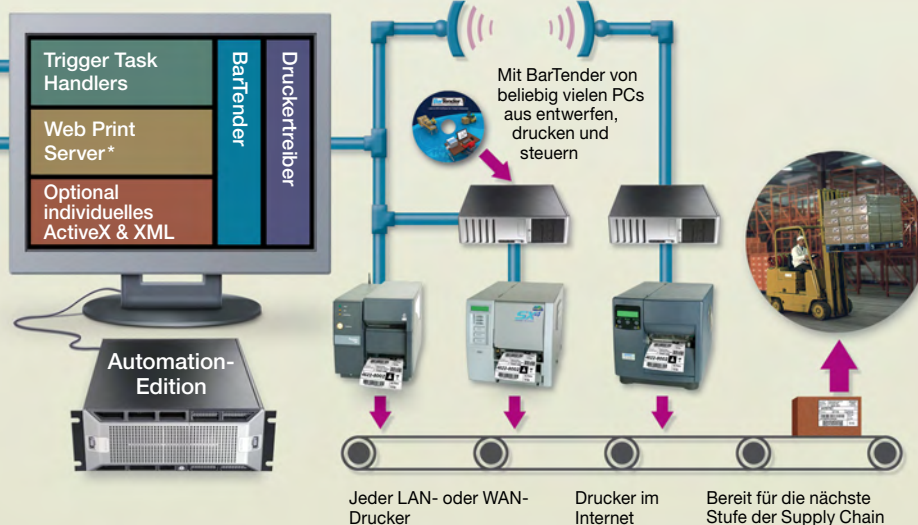 Trigger Task
Handlers
Web Print
Server*
Optional
individuelles
ActiveX & XML
BarTender
Druckertreiber
Mit BarTender von
beliebig vielen PCs
aus entwerfen,
drucken und
steuern
BarTender
Automation-
Edition
Jeder LAN- oder WAN-
Drucker
Drucker im
Internet
Bereit für die nächste
Stufe der Supply Chain